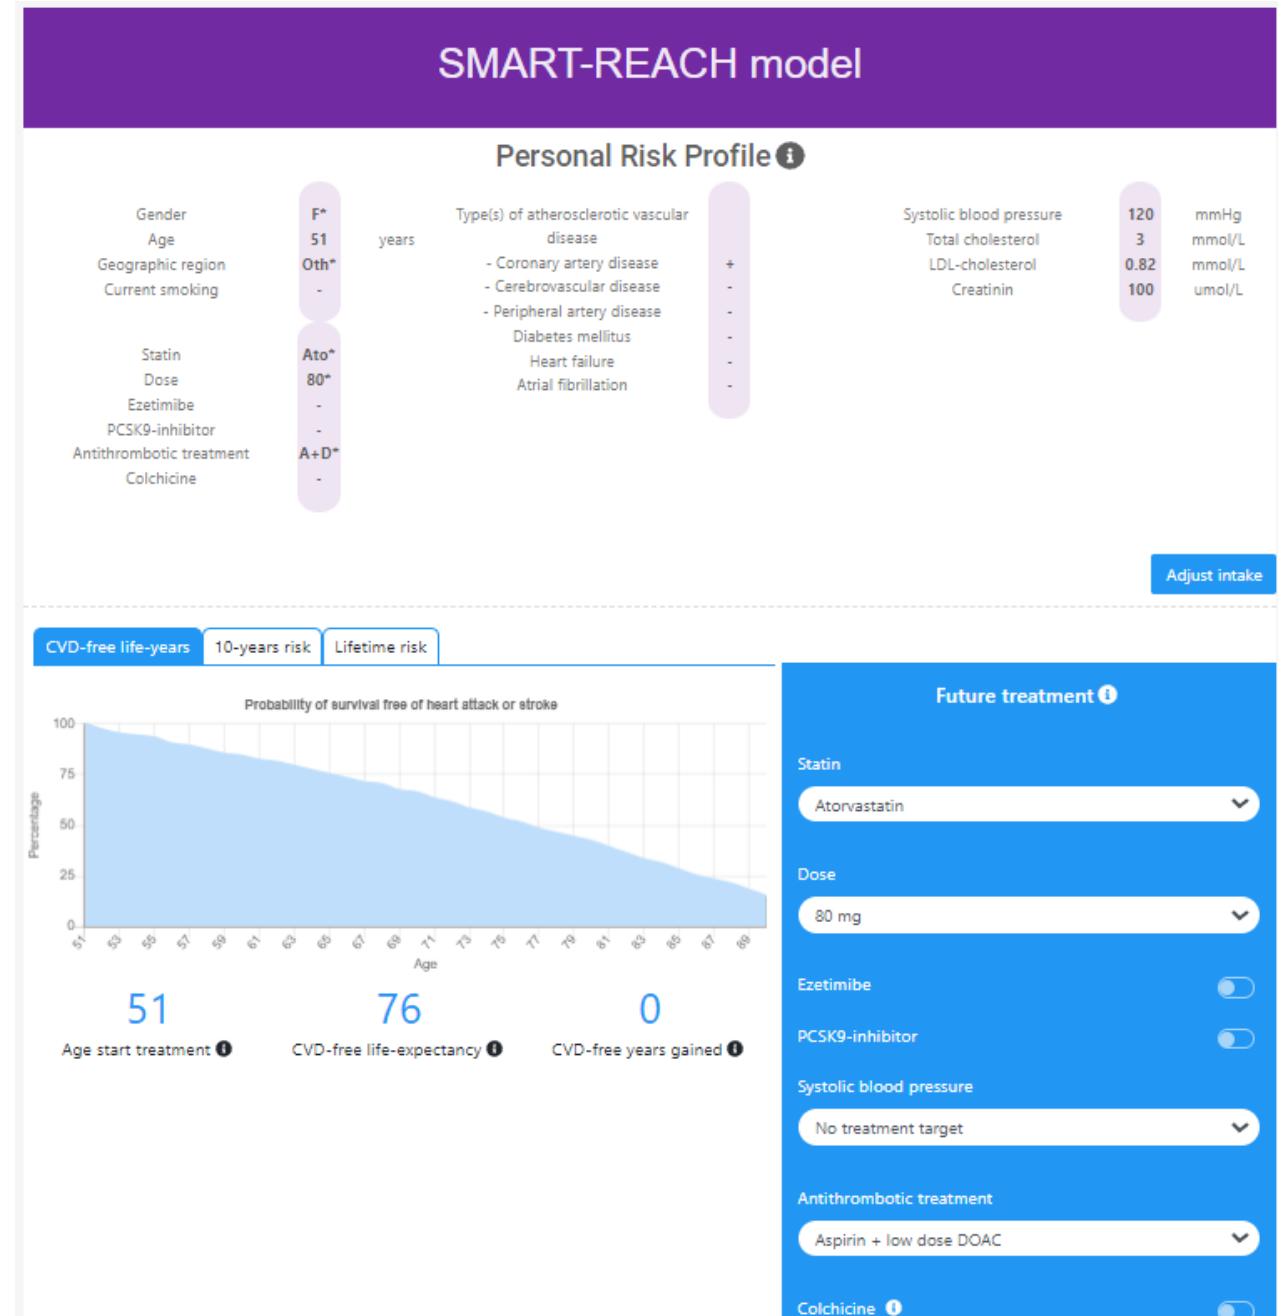 SMART-REACH model
Personal Risk Profile
Gender F*
Age 51 years
Geographic region Oth*
Current smoking -
Statin Ato*
Dose 80*
Ezetimibe -
PCSK9-inhibitor -
Antithrombotic treatment A+D*
Colchicine -
Type(s) of atherosclerotic vascular
disease
- Coronary artery disease +
- Cerebrovascular disease -
- Peripheral artery disease -
Diabetes mellitus -
Heart failure -
Atrial fibrillation -
Systolic blood pressure 120 mmHg
Total cholesterol 3 mmol/L
LDL-cholesterol 0.82 mmol/L
Creatinin 100 umol/L
Adjust intake
CVD-free life-years 10-years risk Lifetime risk
Probability of survival free of heart attack or stroke
Percentage
100
75
50
25
0
51 53 55 57 59 61 63 65 67 69 71 73 75 77 79 81 83 85 87 89
Age
51 76 0
Age start treatment CVD-free life-expectancy CVD-free years gained
Future treatment
Statin
Atorvastatin
Dose
80 mg
Ezetimibe
PCSK9-inhibitor
Systolic blood pressure
No treatment target
Antithrombotic treatment
Aspirin + low dose DOAC
Colchicine